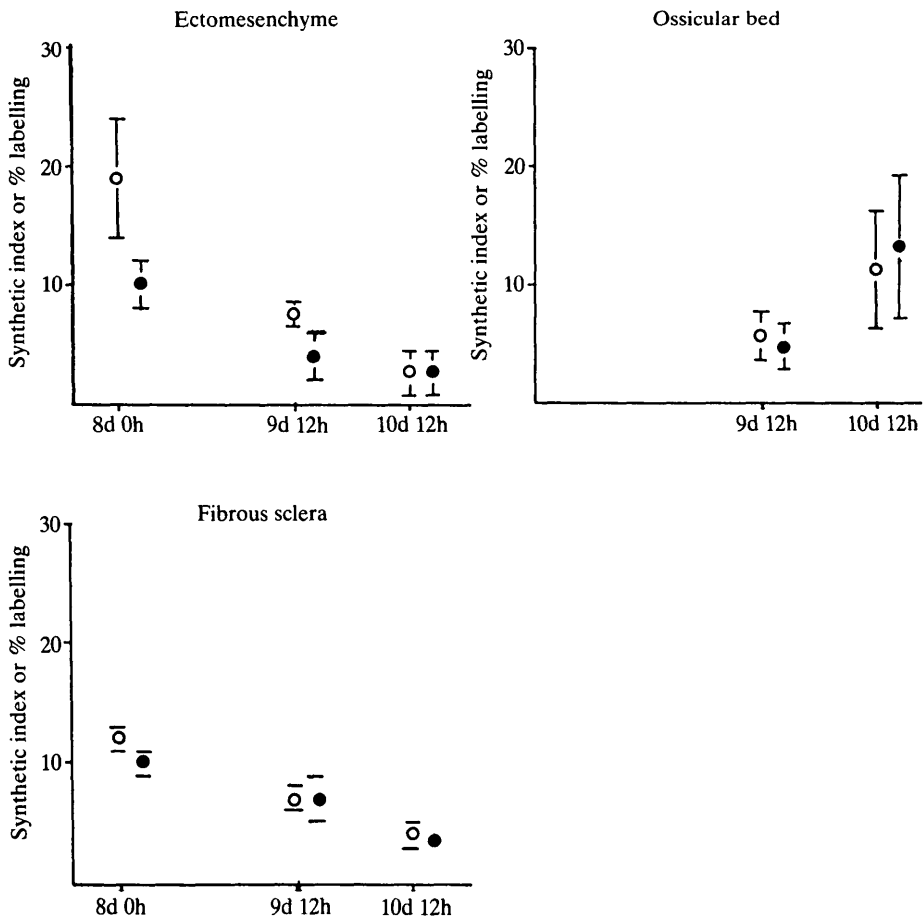 Ectomesenchyme
Synthetic index or % labelling
30
20
10
8d 0h 9d 12h 10d 12h
Ossicular bed
Synthetic index or % labelling
30
20
10
9d 12h 10d 12h
Fibrous sclera
Synthetic index or % labelling
30
20
10
8d 0h 9d 12h 10d 12h